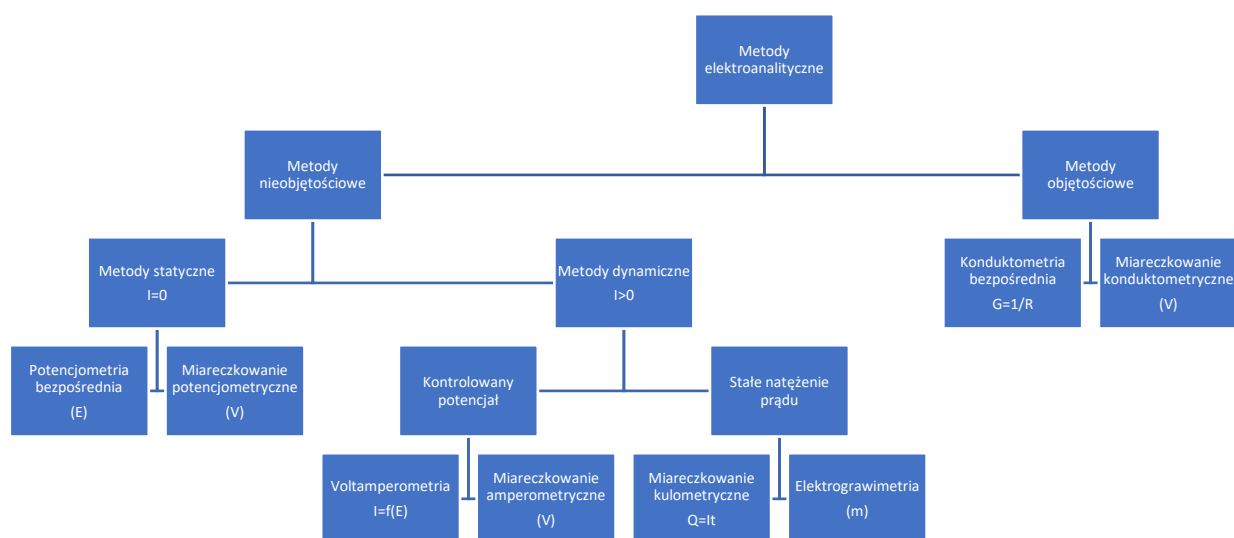 Metody
elektroanalityczne
Metody
nieobjętościowe
Metody
objętościowe
Metody statyczne
I=0
Metody dynamiczne
I>0
Konduktometria
bezpośrednia
G=1/R
Miareczkowanie
konduktometryczne
(V)
Potencjometria
bezpośrednia
(E)
Miareczkowanie
potencjometryczne
(V)
Kontrolowany
potencjał
Stałe natężenie
prądu
Voltamperometria
I=f(E)
Miareczkowanie
amperometryczne
(V)
Miareczkowanie
kulometryczne
Q=It
Elektrograwimetria
(m)